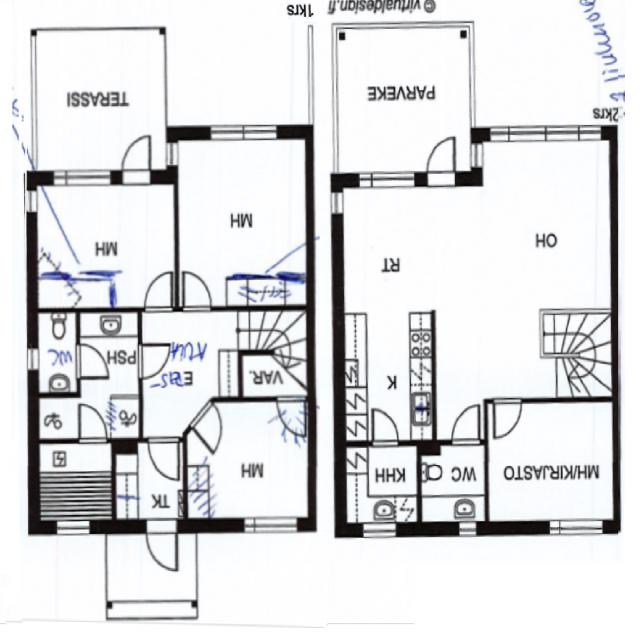 MH/KIRJASTO
WC
KHH
K
RT
OH
PARVEKE
2krs
© virtualdesign.fi
MH
TK
VAR.
PSH
WC
MH
MH
TERASSI
1krs